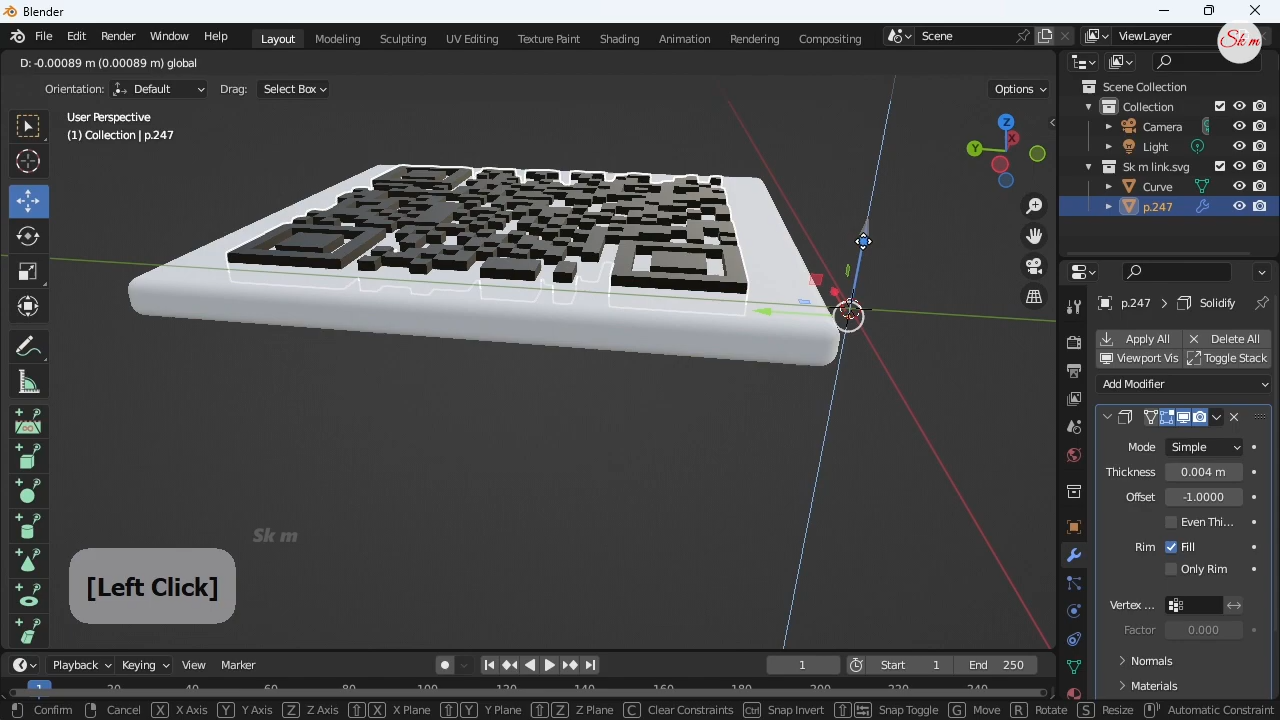 Blender
File Edit Render Window Help Layout Modeling Sculpting UV Editing Texture Paint Shading Animation Rendering Compositing Scene ViewLayer
Sk m
D: -0.00089 m (0.00089 m) global
Orientation: Default Drag: Select Box Options
User Perspective
(1) Collection | p.247
Z
X
Y
Scene Collection
Collection
Camera
Light
Sk m link.svg
Curve
p.247
p.247 > Solidify
Apply All Delete All
Viewport Vis Toggle Stack
Add Modifier
Mode Simple
Thickness 0.004 m
Offset -1.0000
Even Thi...
Rim Fill
Only Rim
Vertex ...
Factor 0.000
Normals
Materials
Sk m
[Left Click]
Playback Keying View Marker 1 Start 1 End 250
1 20 40 60 80 100 120 140 160 180 200 220 240
Confirm Cancel X X Axis Y Y Axis Z Z Axis X X Plane Y Y Plane Z Z Plane C Clear Constraints Ctrl Snap Invert Snap Toggle G Move R Rotate S Resize Automatic Constraint